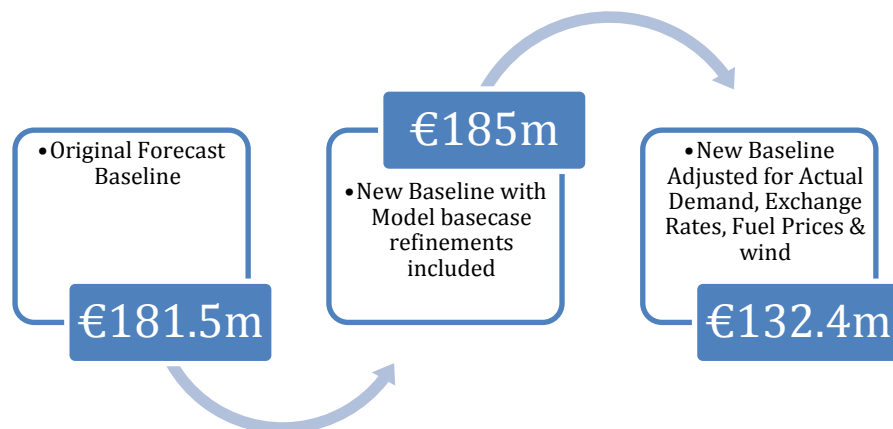 •Original Forecast
Baseline
€181.5m
€185m
•New Baseline with
Model basecase
refinements
included
•New Baseline
Adjusted for Actual
Demand, Exchange
Rates, Fuel Prices &
wind
€132.4m